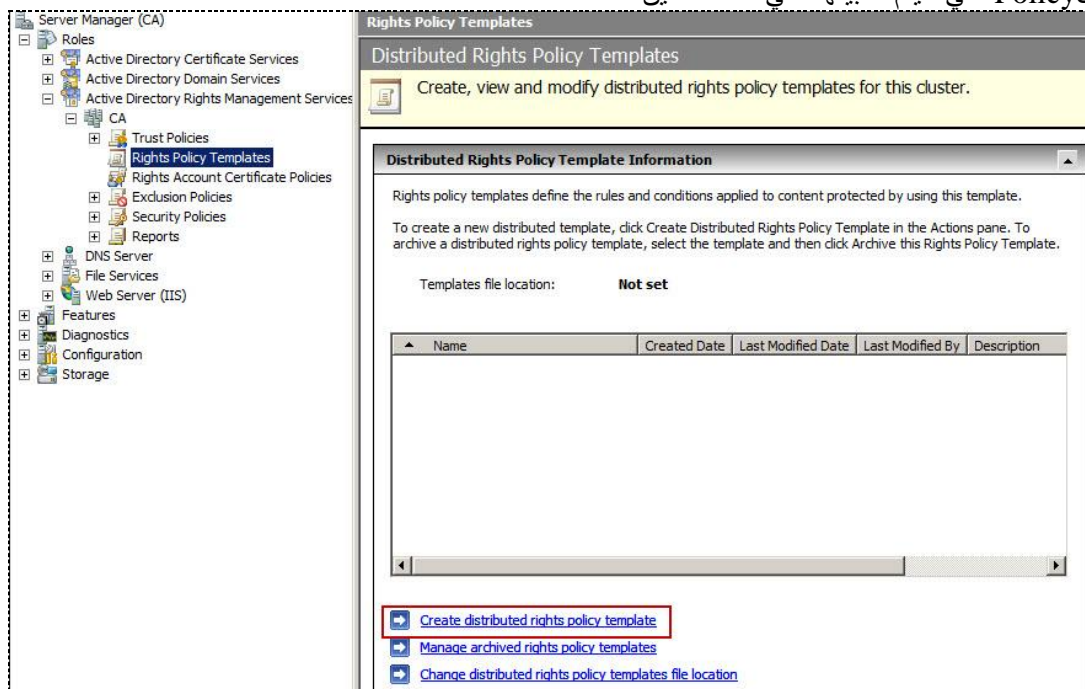 Server Manager (CA)
Roles
Active Directory Certificate Services
Active Directory Domain Services
Active Directory Rights Management Services
CA
Trust Policies
Rights Policy Templates
Rights Account Certificate Policies
Exclusion Policies
Security Policies
Reports
DNS Server
File Services
Web Server (IIS)
Features
Diagnostics
Configuration
Storage
Rights Policy Templates
Distributed Rights Policy Templates
Create, view and modify distributed rights policy templates for this cluster.
Distributed Rights Policy Template Information
Rights policy templates define the rules and conditions applied to content protected by using this template.
To create a new distributed template, click Create Distributed Rights Policy Template in the Actions pane. To
archive a distributed rights policy template, select the template and then click Archive this Rights Policy Template.
Templates file location: Not set
Name Created Date Last Modified Date Last Modified By Description
Create distributed rights policy template
Manage archived rights policy templates
Change distributed rights policy templates file location